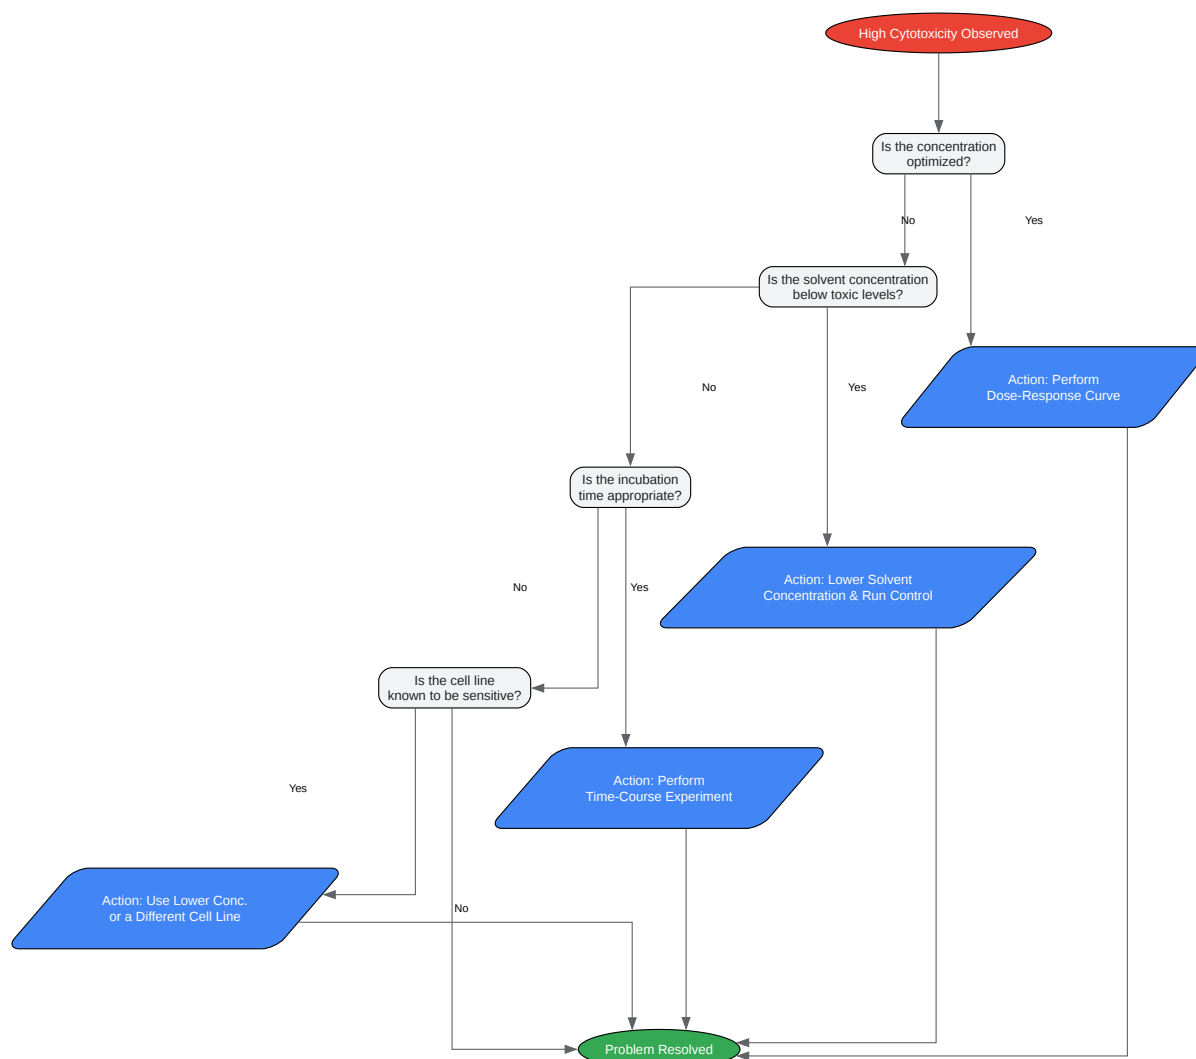 High Cytotoxicity Observed
Is the concentration
optimized?
No
Yes
Is the solvent concentration
below toxic levels?
Action: Perform
Dose-Response Curve
No
Yes
Is the incubation
time appropriate?
Action: Lower Solvent
Concentration & Run Control
No
Yes
Is the cell line
known to be sensitive?
Action: Perform
Time-Course Experiment
Yes
Action: Use Lower Conc.
or a Different Cell Line
No
Problem Resolved